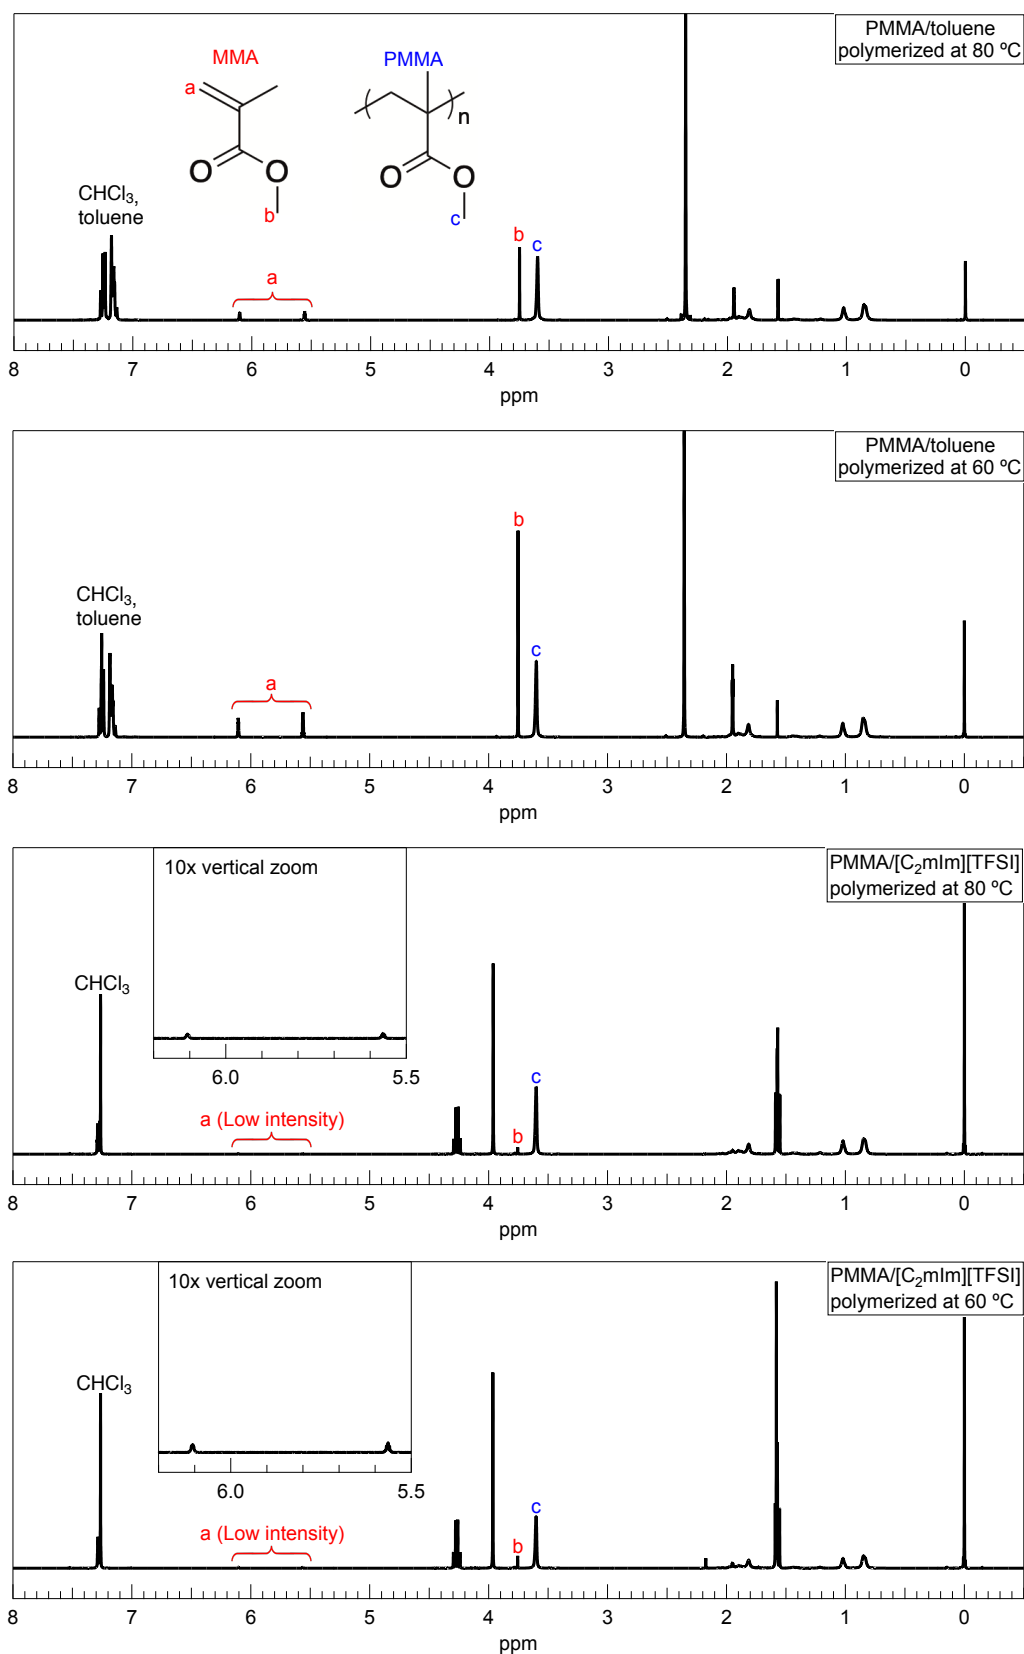 PMMA/toluene
polymerized at 80 ºC
MMA
PMMA
a
n
O
O
O
O
b
c
CHCl₃,
toluene
a
b
c
8 7 6 5 4 3 2 1 0
ppm
PMMA/toluene
polymerized at 60 ºC
CHCl₃,
toluene
a
b
c
8 7 6 5 4 3 2 1 0
ppm
PMMA/[C₂mIm][TFSI]
polymerized at 80 ºC
10x vertical zoom
6.0 5.5
CHCl₃
a (Low intensity)
b
c
8 7 6 5 4 3 2 1 0
ppm
PMMA/[C₂mIm][TFSI]
polymerized at 60 ºC
10x vertical zoom
6.0 5.5
CHCl₃
a (Low intensity)
b
c
8 7 6 5 4 3 2 1 0
ppm